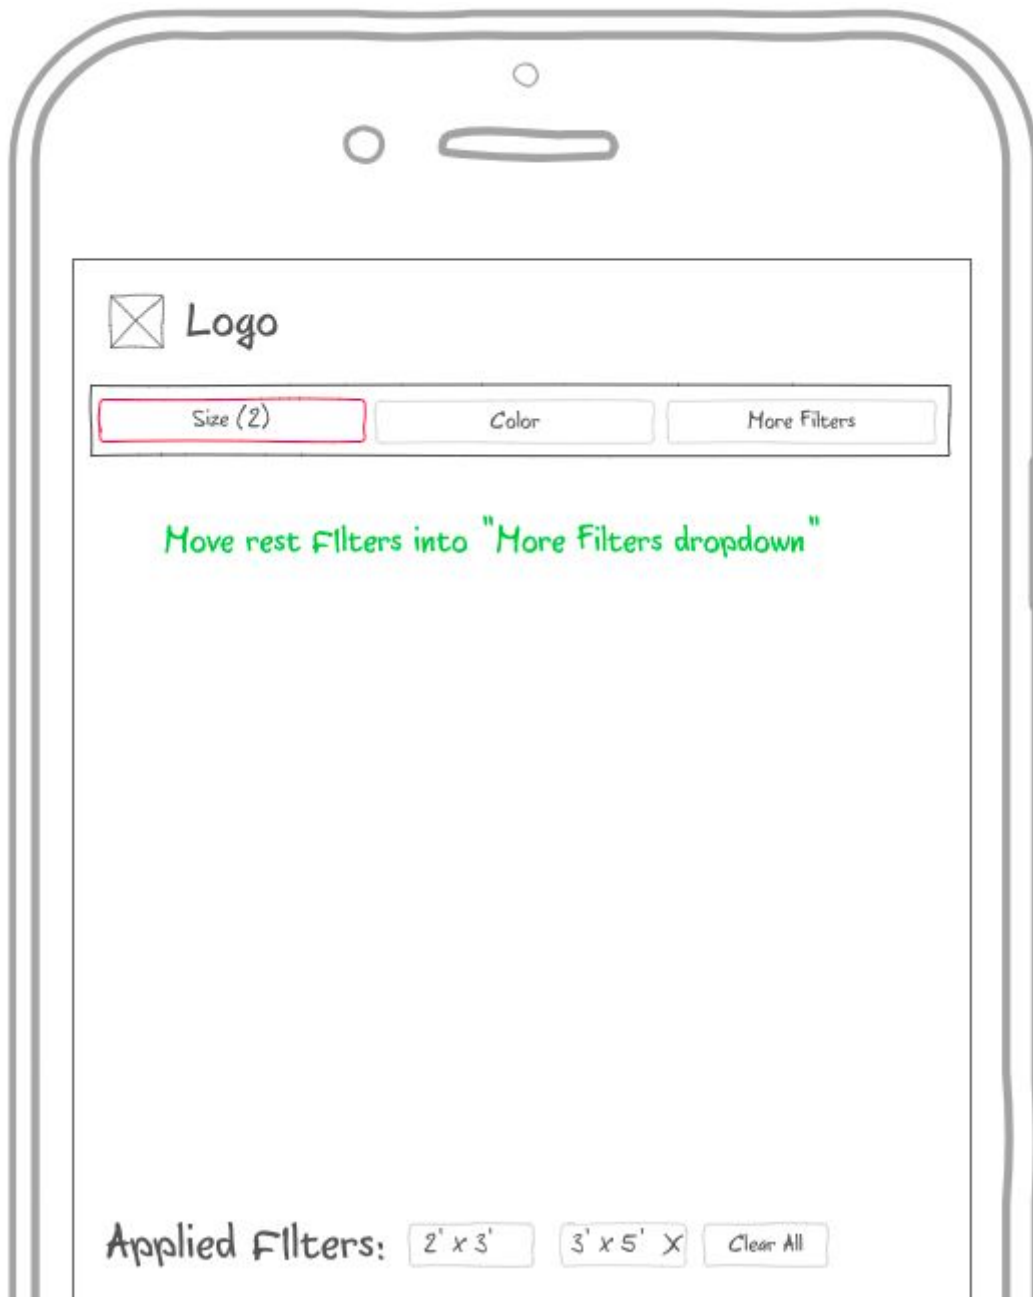 Logo
Size (2) Color More Filters
Move rest FIlters into "More Filters dropdown"
Applied FIlters: 2' x 3' 3' x 5' X Clear All